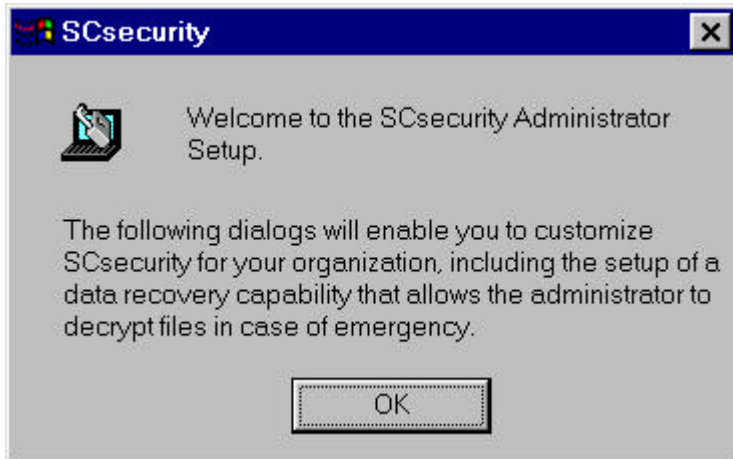 SCsecurity
Welcome to the SCsecurity Administrator
Setup.
The following dialogs will enable you to customize
SCsecurity for your organization, including the setup of a
data recovery capability that allows the administrator to
decrypt files in case of emergency.
OK